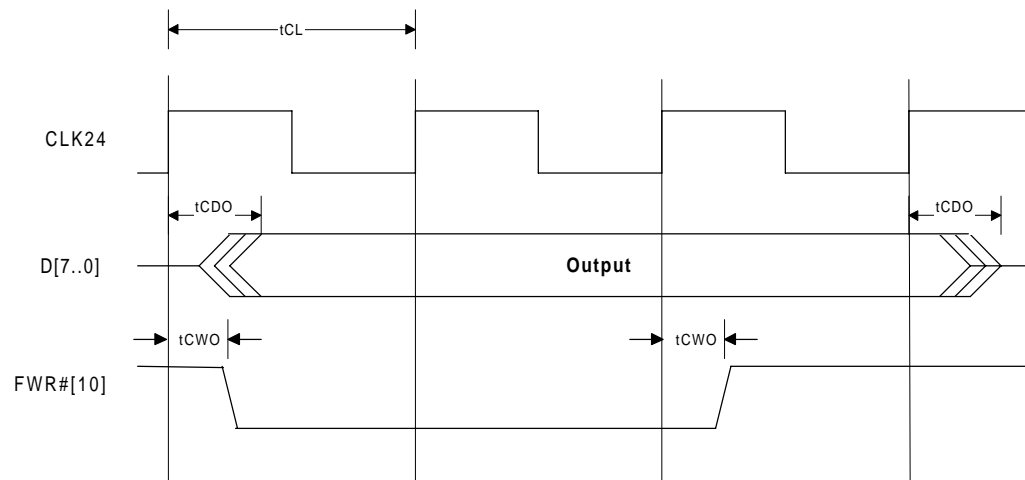 tCL
CLK24
tCDO tCDO
D[7..0] Output
tCWO tCWO
FWR#[10]